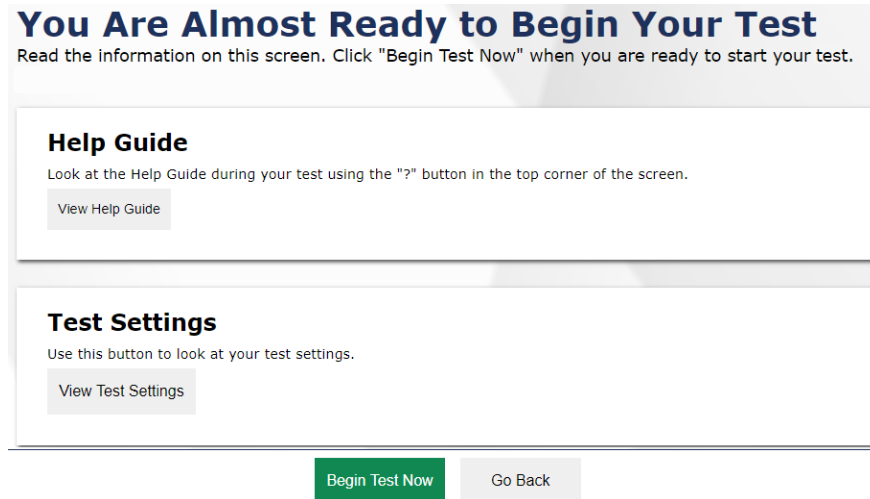 You Are Almost Ready to Begin Your Test
Read the information on this screen. Click "Begin Test Now" when you are ready to start your test.
Help Guide
Look at the Help Guide during your test using the "?" button in the top corner of the screen.
View Help Guide
Test Settings
Use this button to look at your test settings.
View Test Settings
Begin Test Now Go Back